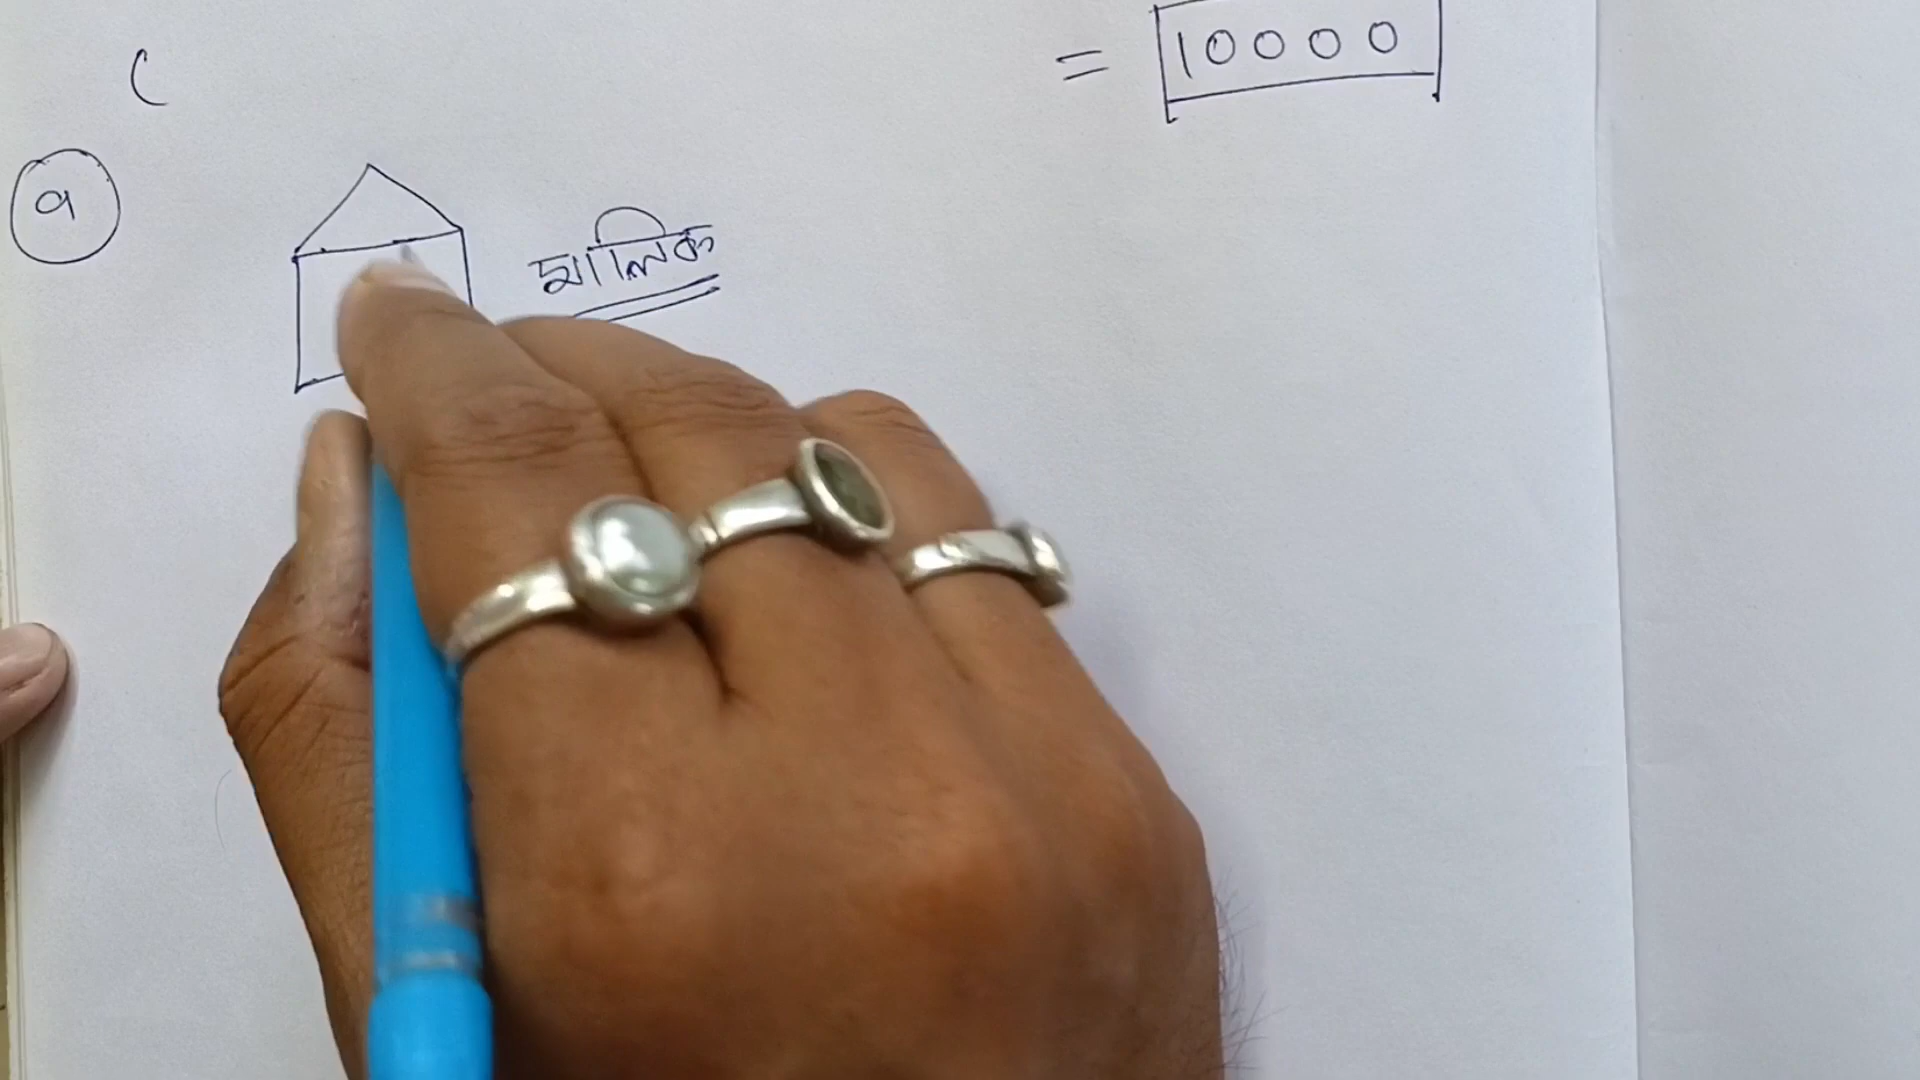 (
= 10000
৭
মালিক